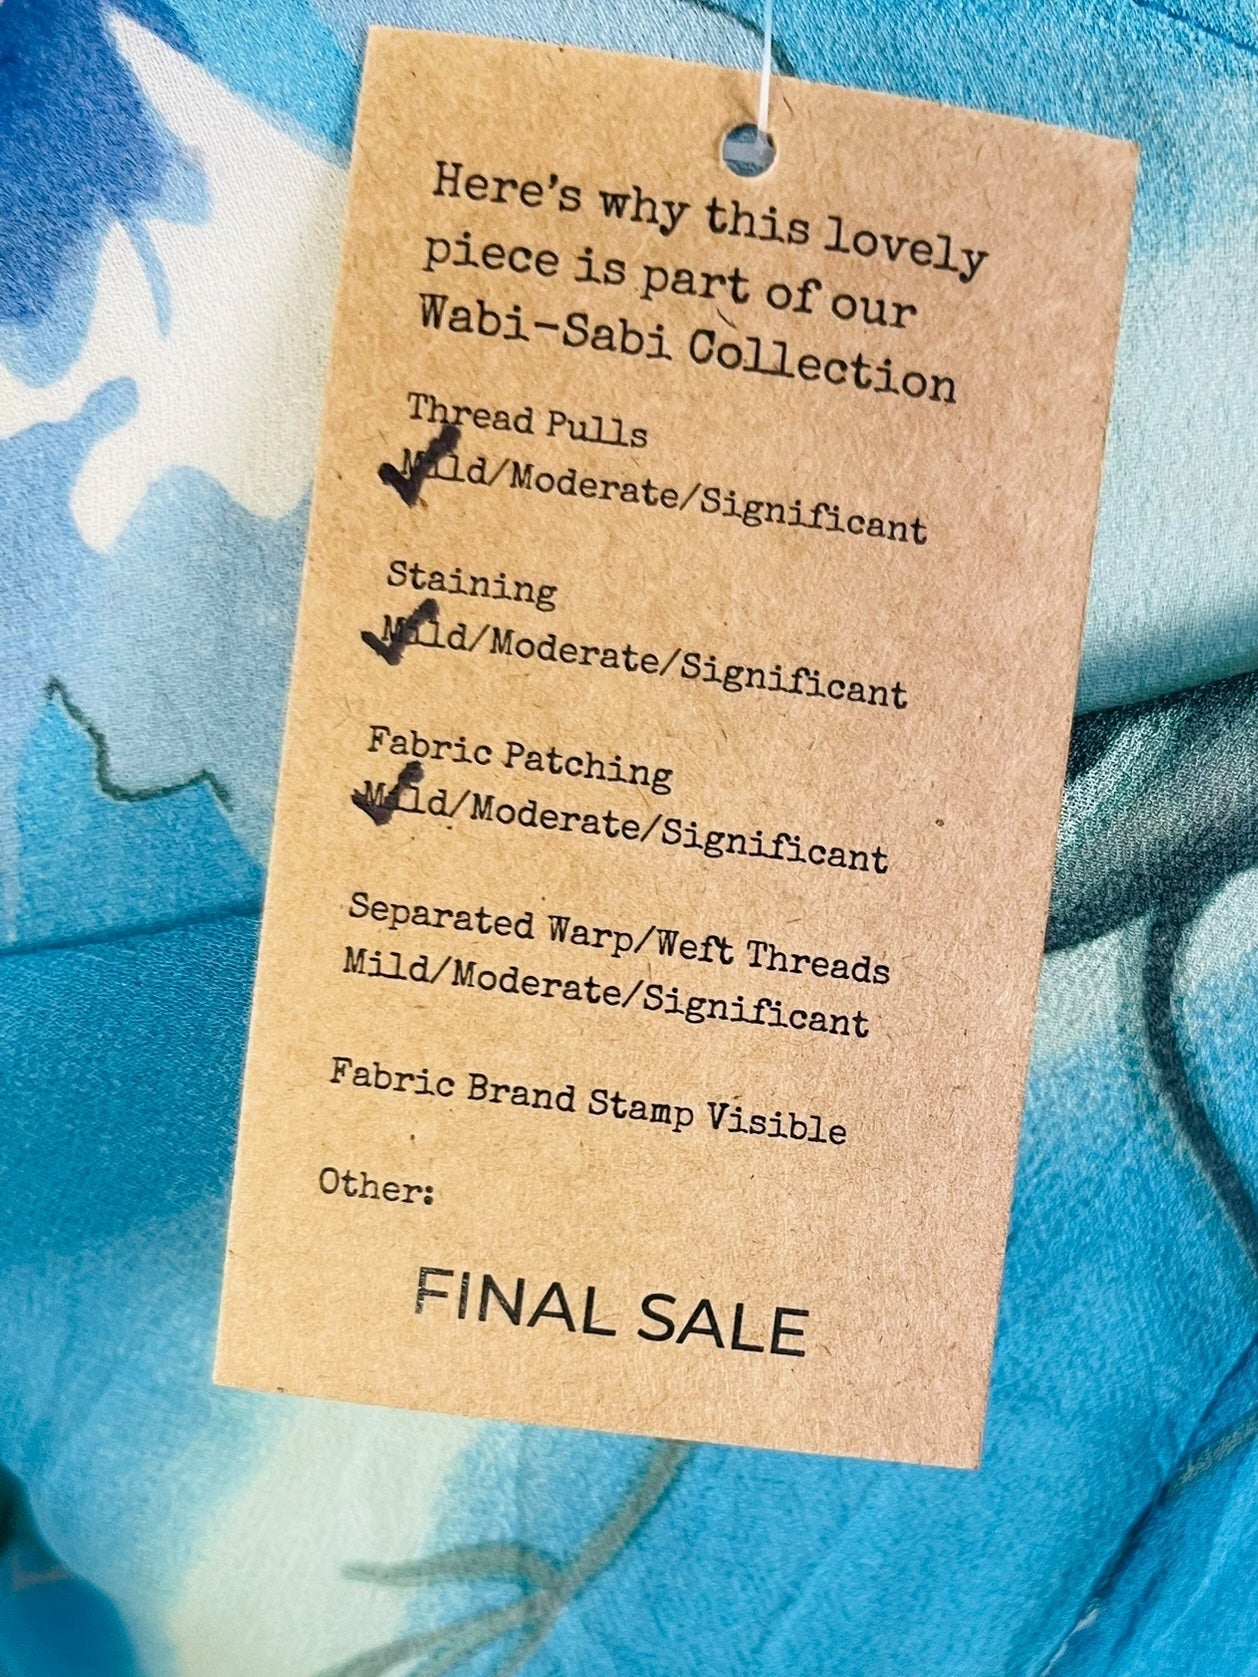 Here's why this lovely
piece is part of our
Wabi-Sabi Collection
Thread Pulls
Mild/Moderate/Significant
Staining
Mild/Moderate/Significant
Fabric Patching
Mild/Moderate/Significant
Separated Warp/Weft Threads
Mild/Moderate/Significant
Fabric Brand Stamp Visible
Other:
FINAL SALE